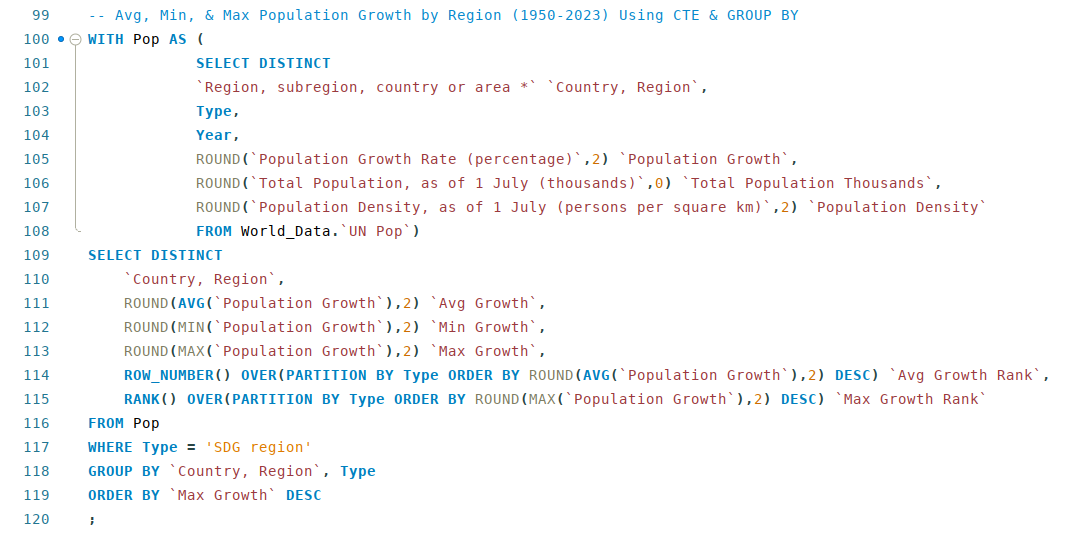 99 -- Avg, Min, & Max Population Growth by Region (1950-2023) Using CTE & GROUP BY
100 WITH Pop AS (
101 SELECT DISTINCT
102 `Region, subregion, country or area *` `Country, Region`,
103 Type,
104 Year,
105 ROUND(`Population Growth Rate (percentage)`,2) `Population Growth`,
106 ROUND(`Total Population, as of 1 July (thousands)`,0) `Total Population Thousands`,
107 ROUND(`Population Density, as of 1 July (persons per square km)`,2) `Population Density`
108 FROM World_Data.`UN Pop`)
109 SELECT DISTINCT
110 `Country, Region`,
111 ROUND(AVG(`Population Growth`),2) `Avg Growth`,
112 ROUND(MIN(`Population Growth`),2) `Min Growth`,
113 ROUND(MAX(`Population Growth`),2) `Max Growth`,
114 ROW_NUMBER() OVER(PARTITION BY Type ORDER BY ROUND(AVG(`Population Growth`),2) DESC) `Avg Growth Rank`,
115 RANK() OVER(PARTITION BY Type ORDER BY ROUND(MAX(`Population Growth`),2) DESC) `Max Growth Rank`
116 FROM Pop
117 WHERE Type = 'SDG region'
118 GROUP BY `Country, Region`, Type
119 ORDER BY `Max Growth` DESC
120 ;